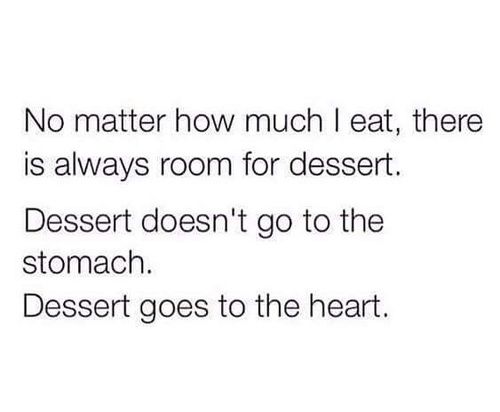 No matter how much I eat, there
is always room for dessert.
Dessert doesn't go to the
stomach.
Dessert goes to the heart.